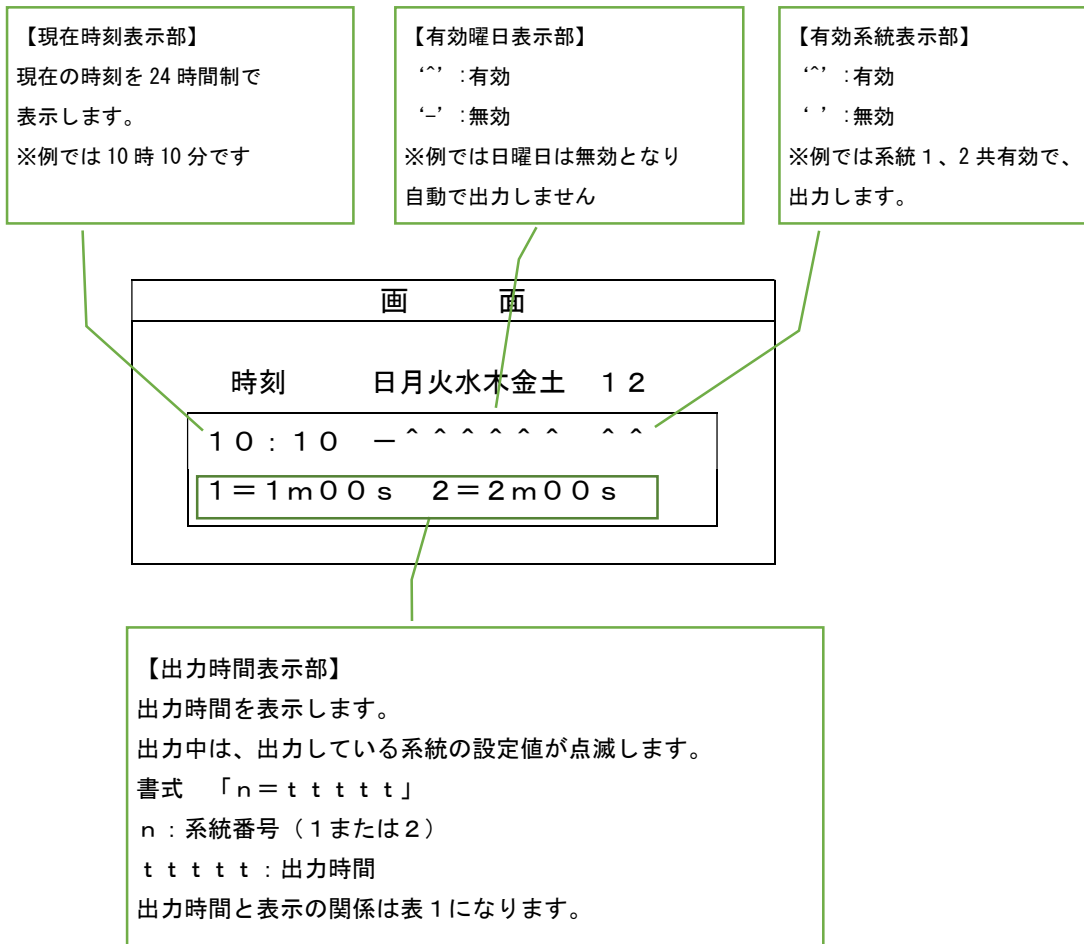 【現在時刻表示部】
現在の時刻を 24 時間制で
表示します。
※例では 10 時 10 分です
【有効曜日表示部】
‘^’:有効
‘-’:無効
※例では日曜日は無効となり
自動で出力しません
【有効系統表示部】
‘^’:有効
‘ ’:無効
※例では系統1、2 共有効で、
出力します。
画　　面
時刻　　日月火水木金土　12
10:10　-^^^^^^　^^
1=1m00s　2=2m00s
【出力時間表示部】
出力時間を表示します。
出力中は、出力している系統の設定値が点滅します。
書式　「n=ttttt」
n:系統番号(1または2)
ttttt:出力時間
出力時間と表示の関係は表1になります。